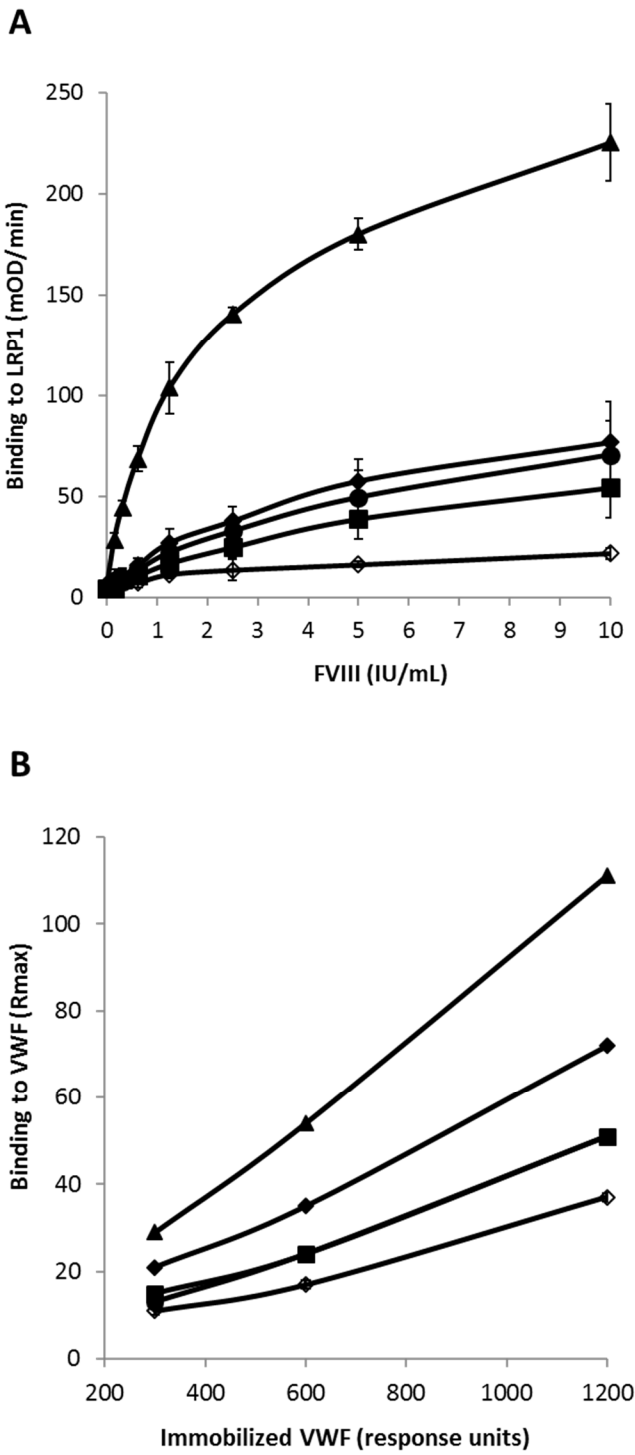 A
250
200
150
100
50
0
Binding to LRP1 (mOD/min)
0 1 2 3 4 5 6 7 8 9 10
FVIII (IU/mL)
B
120
100
80
60
40
20
0
Binding to VWF (Rmax)
200 400 600 800 1000 1200
Immobilized VWF (response units)